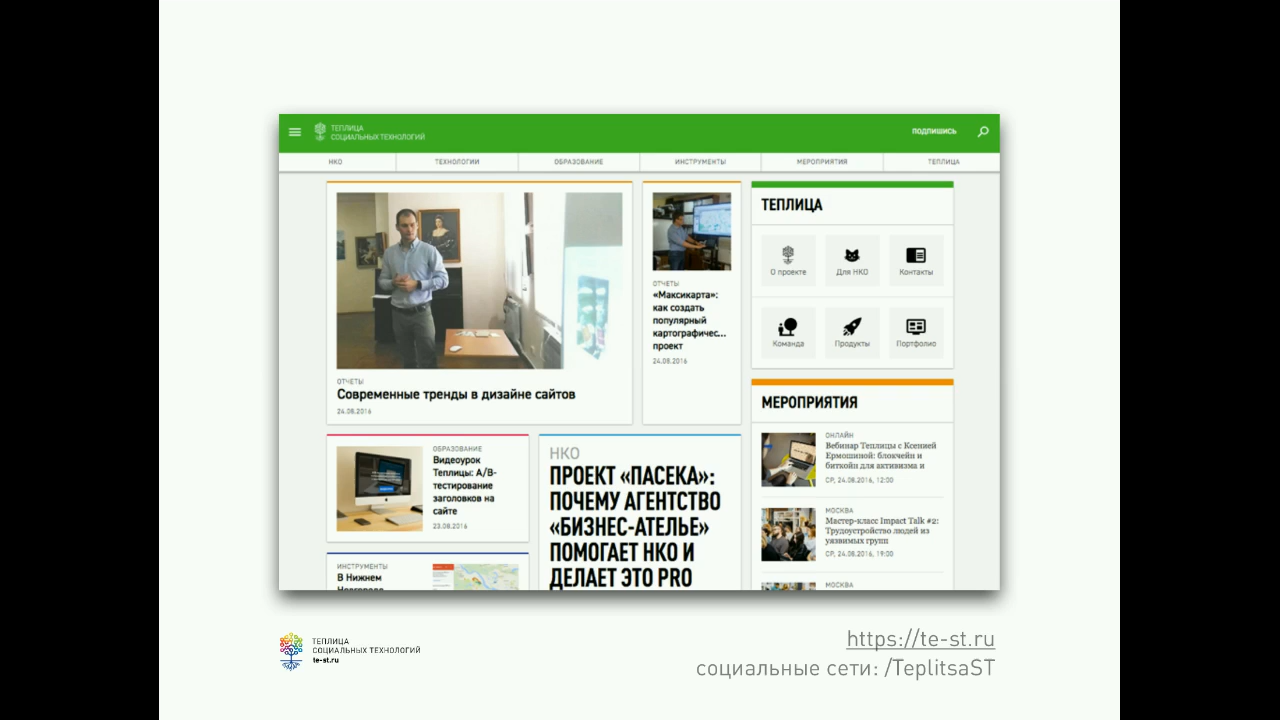 ТЕПЛИЦА
СОЦИАЛЬНЫХ ТЕХНОЛОГИЙ
ПОДПИШИСЬ
НКО
ТЕХНОЛОГИИ
ОБРАЗОВАНИЕ
ИНСТРУМЕНТЫ
МЕРОПРИЯТИЯ
ТЕПЛИЦА
ОТЧЕТЫ
Современные тренды в дизайне сайтов
24.08.2016
ОТЧЕТЫ
«Максикарта»:
как создать
популярный
картографичес...
проект
24.08.2016
ТЕПЛИЦА
О проекте
Для НКО
Контакты
Команда
Продукты
Портфолио
ОБРАЗОВАНИЕ
Видеоурок
Теплицы: A/B-
тестирование
заголовков на
сайте
23.08.2016
НКО
ПРОЕКТ «ПАСЕКА»:
ПОЧЕМУ АГЕНТСТВО
«БИЗНЕС-АТЕЛЬЕ»
ПОМОГАЕТ НКО И
ДЕЛАЕТ ЭТО PRO
МЕРОПРИЯТИЯ
ОНЛАЙН
Вебинар Теплицы с Ксенией
Ермошиной: блокчейн и
биткойн для активизма и
СР, 24.08.2016, 12:00
МОСКВА
Мастер-класс Impact Talk #2:
Трудоустройство людей из
уязвимых групп
СР, 24.08.2016, 19:00
МОСКВА
ИНСТРУМЕНТЫ
В Нижнем
Новгороде
ТЕПЛИЦА
СОЦИАЛЬНЫХ ТЕХНОЛОГИЙ
te-st.ru
https://te-st.ru
социальные сети: /TeplitsaST